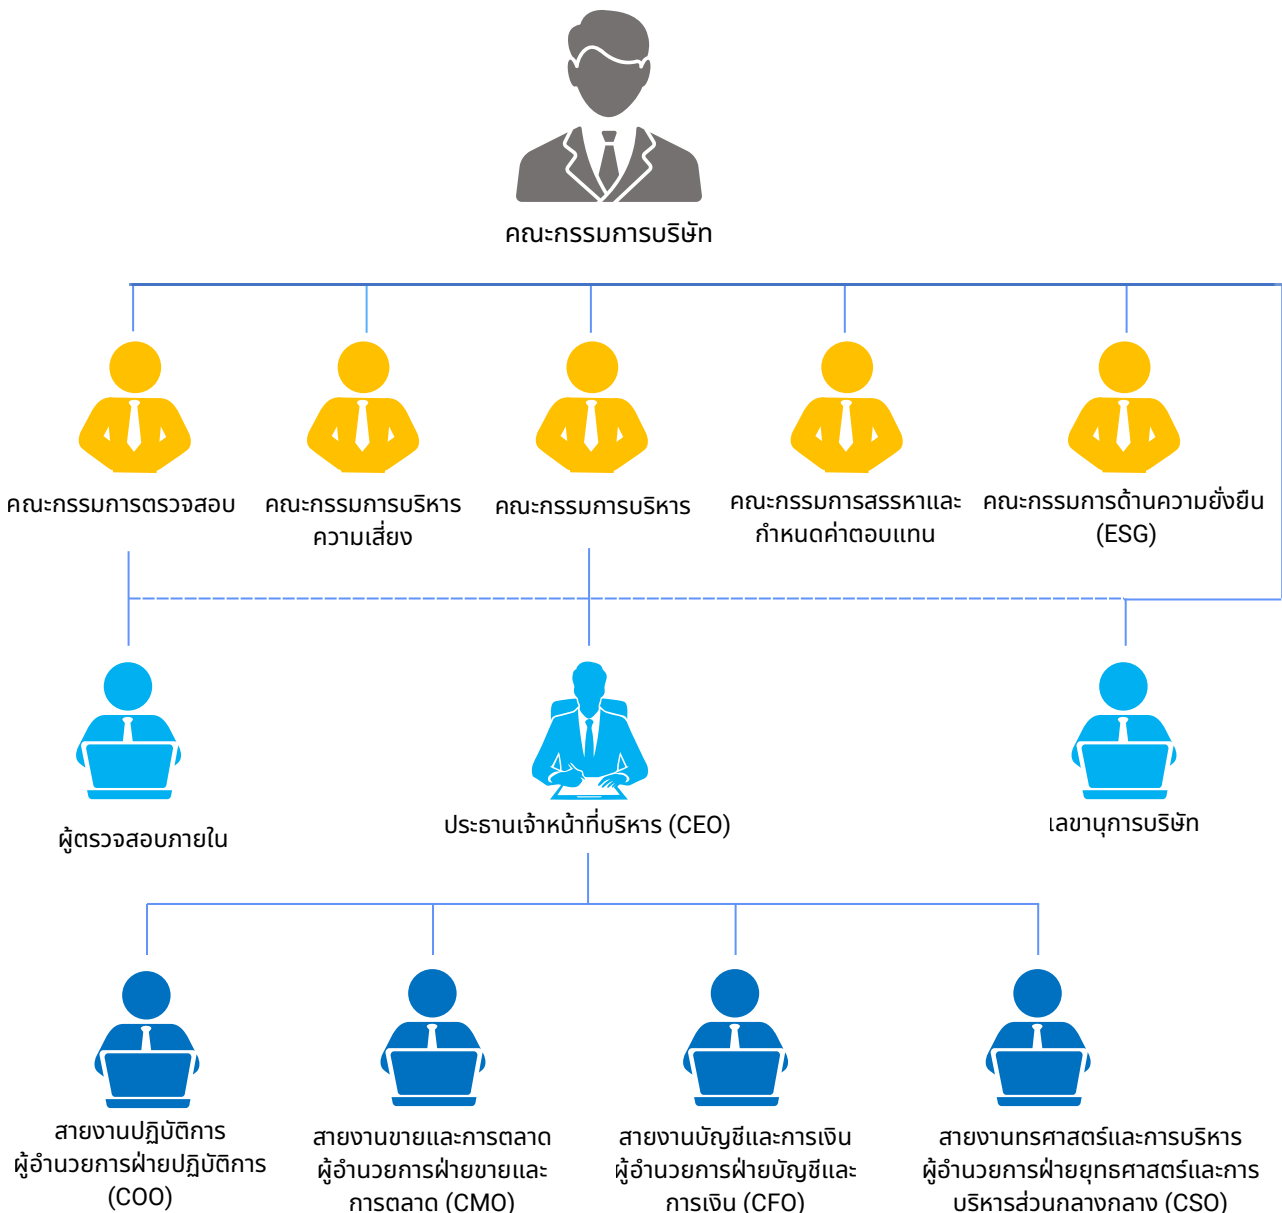 คณะกรรมการบริษัท
คณะกรรมการตรวจสอบ
คณะกรรมการบริหาร
ความเสี่ยง
คณะกรรมการบริหาร
คณะกรรมการสรรหาและ
กำหนดค่าตอบแทน
คณะกรรมการด้านความยั่งยืน
(ESG)
ผู้ตรวจสอบภายใน
ประธานเจ้าหน้าที่บริหาร (CEO)
เลขานุการบริษัท
สายงานปฏิบัติการ
ผู้อำนวยการฝ่ายปฏิบัติการ
(COO)
สายงานขายและการตลาด
ผู้อำนวยการฝ่ายขายและ
การตลาด (CMO)
สายงานบัญชีและการเงิน
ผู้อำนวยการฝ่ายบัญชีและ
การเงิน (CFO)
สายงานทรศาสตร์และการบริหาร
ผู้อำนวยการฝ่ายยุทธศาสตร์และการ
บริหารส่วนกลางกลาง (CSO)